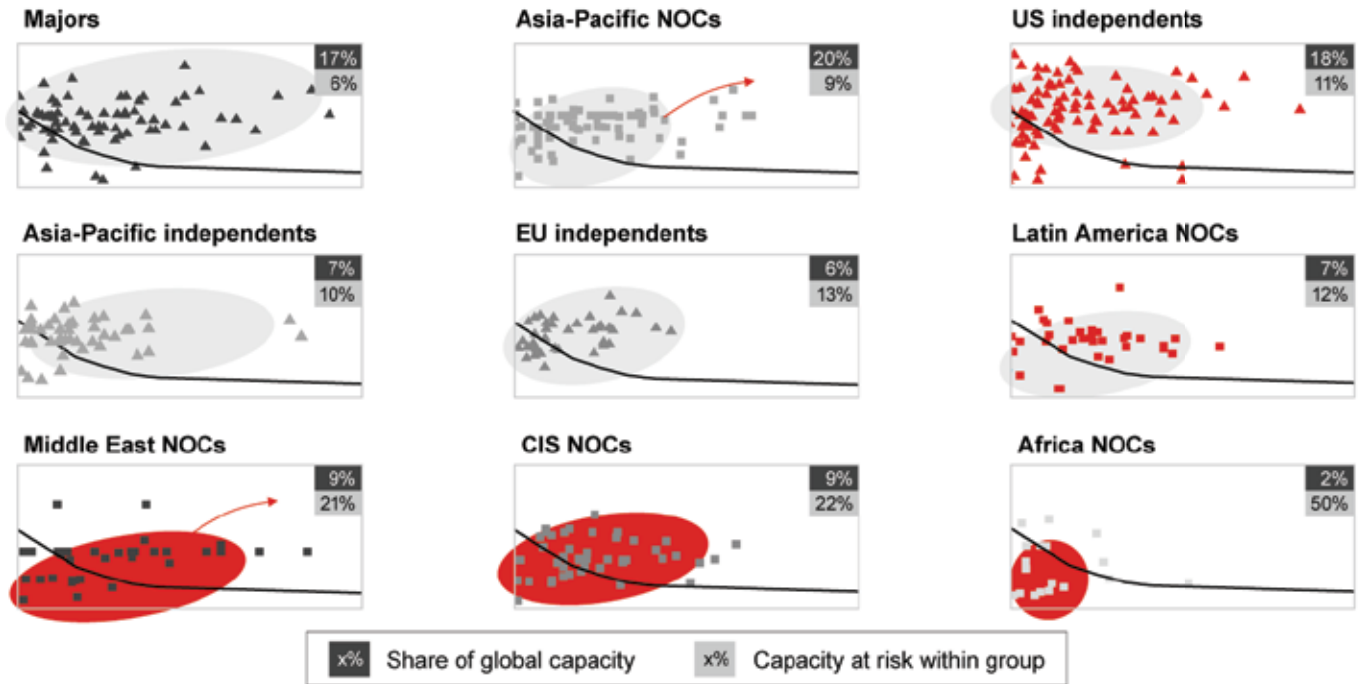 Majors
17%
6%
Asia-Pacific NOCs
20%
9%
US independents
18%
11%
Asia-Pacific independents
7%
10%
EU independents
6%
13%
Latin America NOCs
7%
12%
Middle East NOCs
9%
21%
CIS NOCs
9%
22%
Africa NOCs
2%
50%
x% Share of global capacity
x% Capacity at risk within group